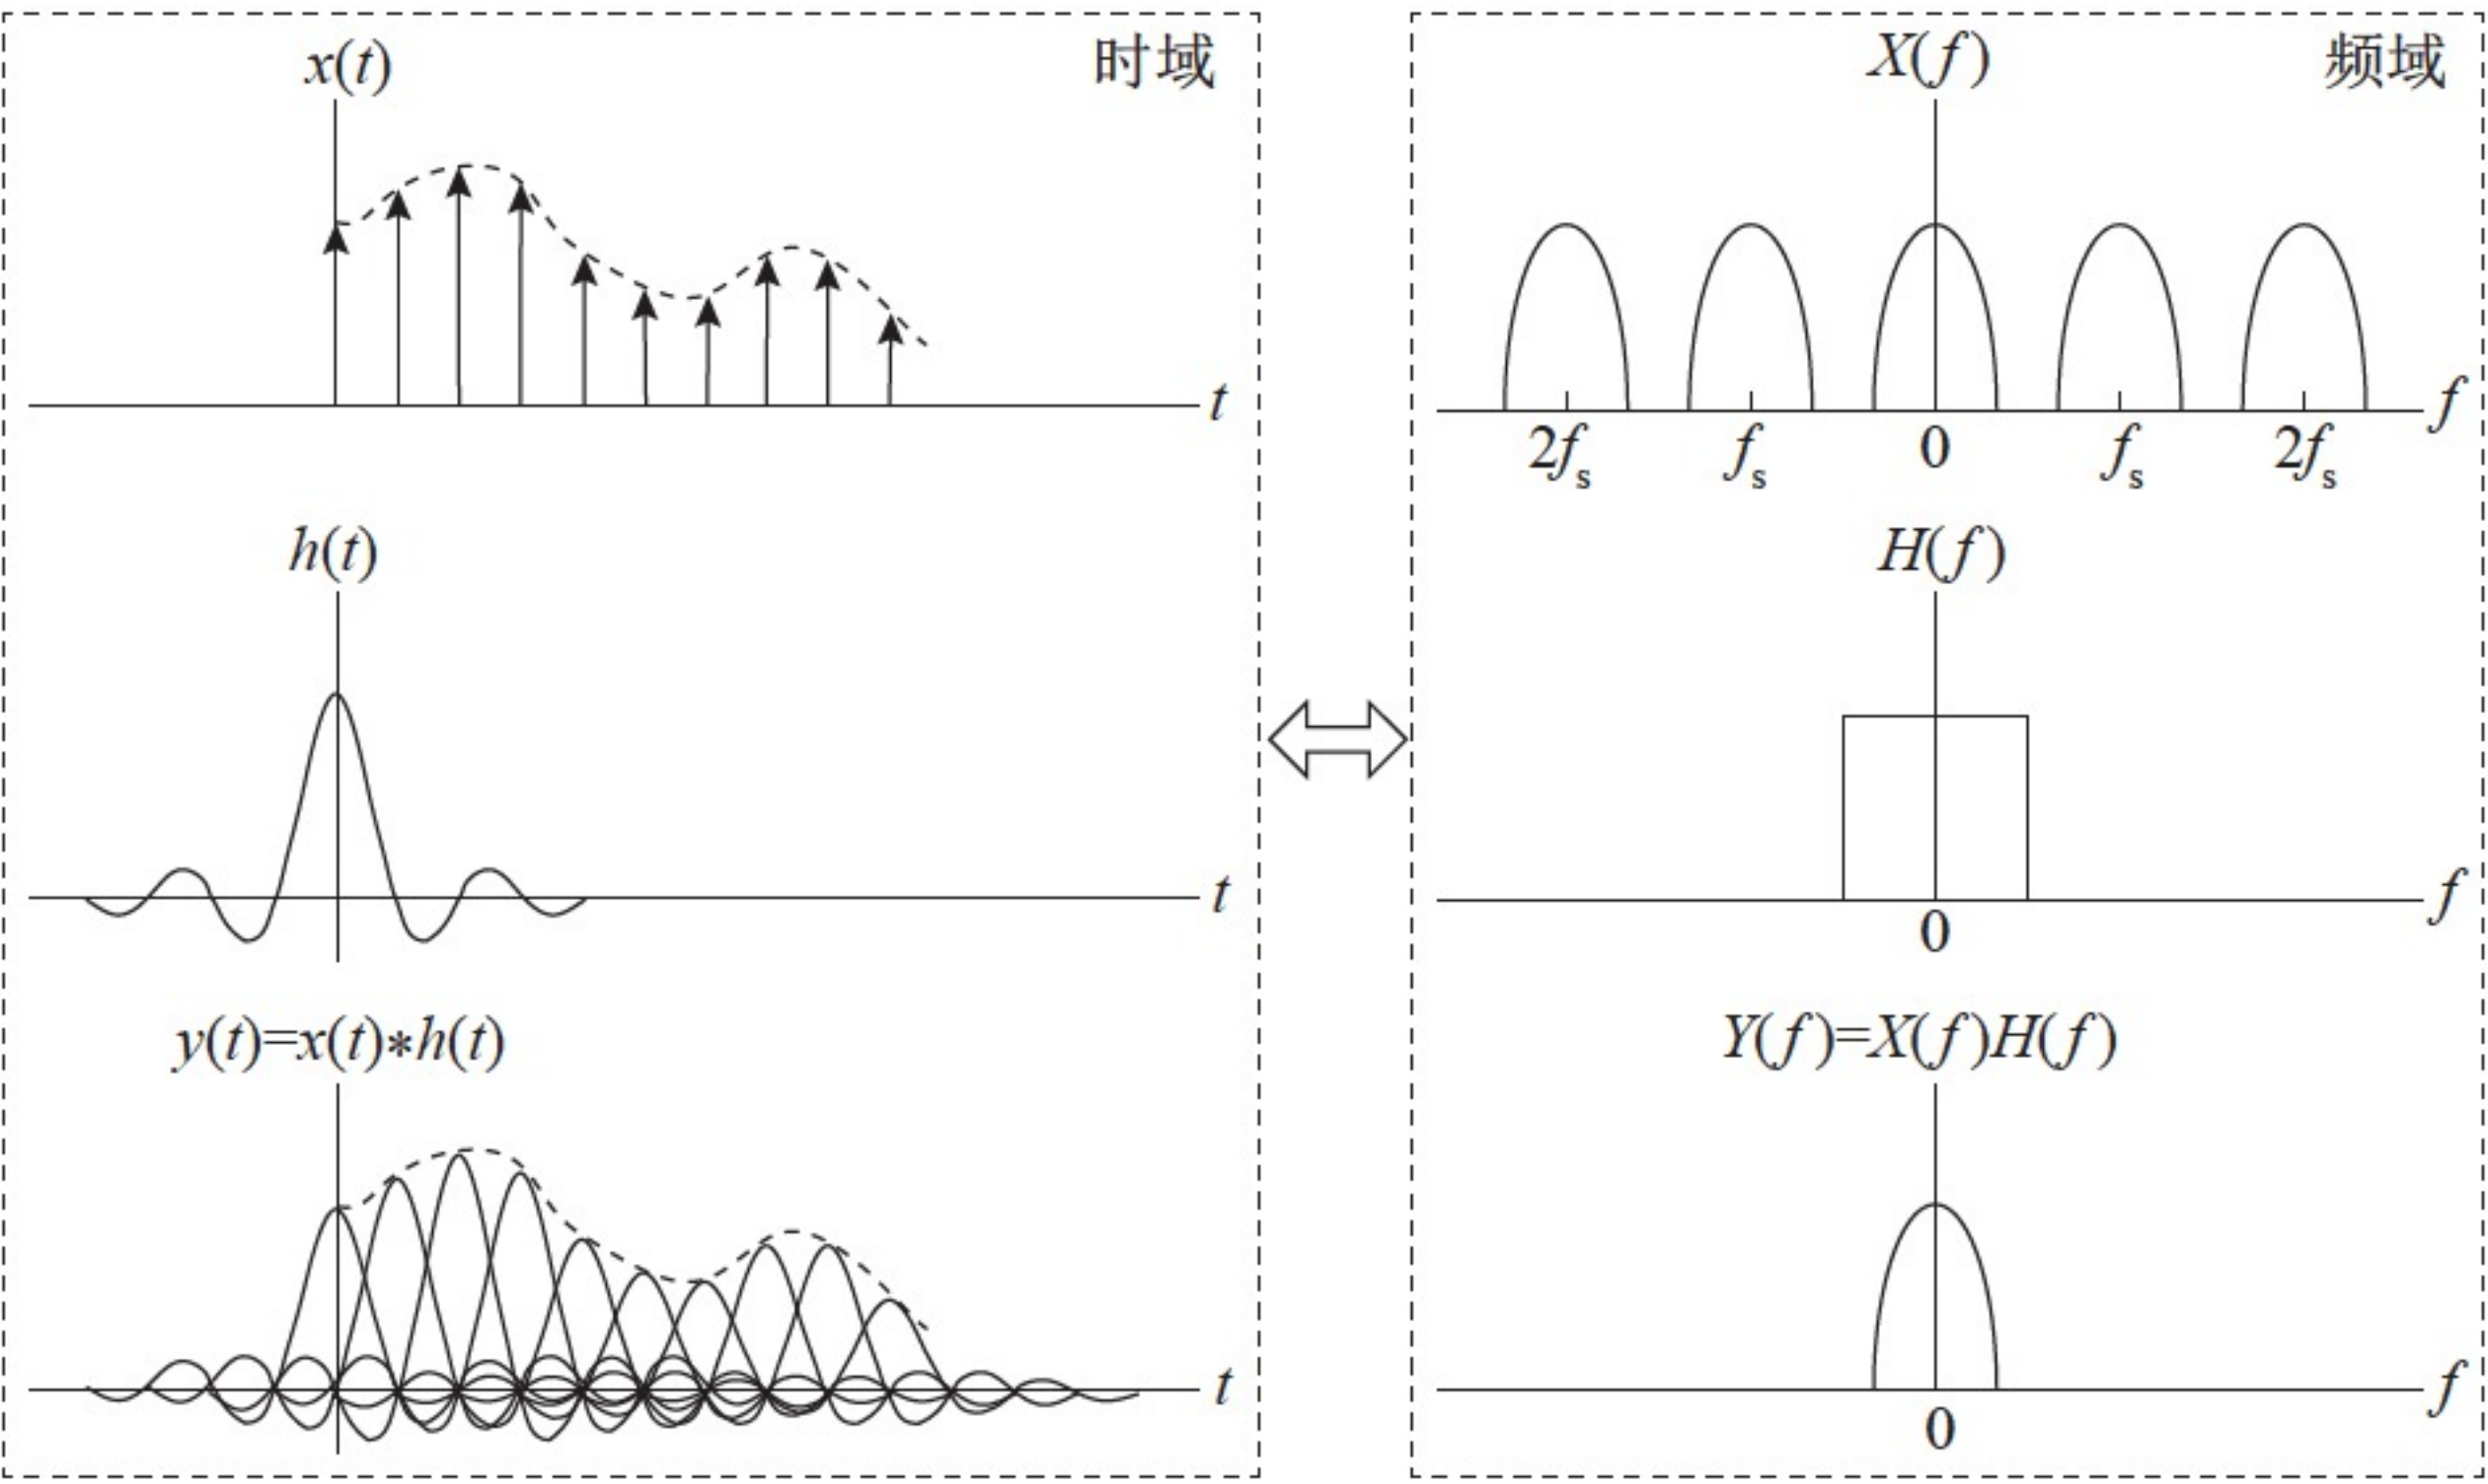 x(t) 时域
t
h(t)
t
y(t)=x(t)*h(t)
t
X(f) 频域
f
2fs fs 0 fs 2fs
H(f)
f
0
Y(f)=X(f)H(f)
f
0